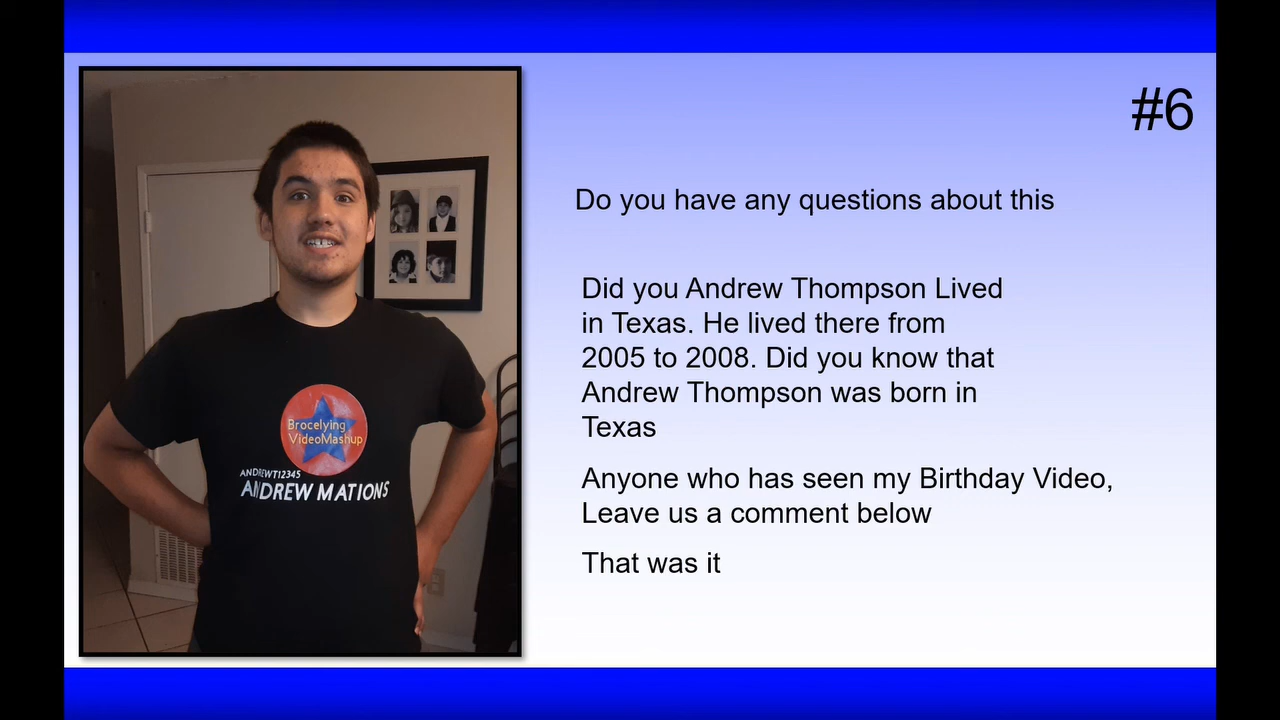 #6
Do you have any questions about this
Did you Andrew Thompson Lived
in Texas. He lived there from
2005 to 2008. Did you know that
Andrew Thompson was born in
Texas
Anyone who has seen my Birthday Video,
Leave us a comment below
That was it
Brocelying
VideoMashup
ANDREWT12345
ANDREW MATIONS